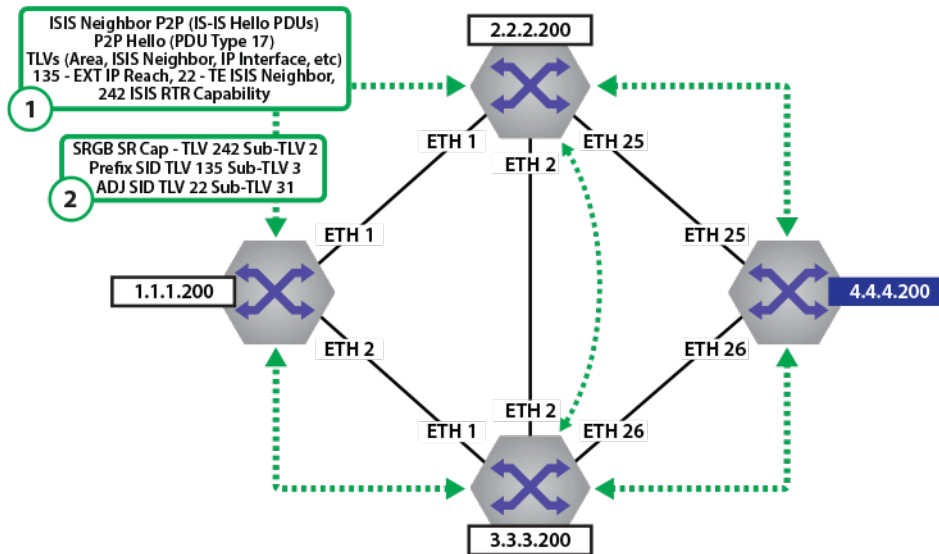 ISIS Neighbor P2P (IS-IS Hello PDUs)
P2P Hello (PDU Type 17)
TLVs (Area, ISIS Neighbor, IP Interface, etc)
135 - EXT IP Reach, 22 - TE ISIS Neighbor,
242 ISIS RTR Capability
1
2.2.2.200
SRGB SR Cap - TLV 242 Sub-TLV 2
Prefix SID TLV 135 Sub-TLV 3
ADJ SID TLV 22 Sub-TLV 31
2
ETH 1
ETH 2
ETH 25
ETH 1
ETH 25
1.1.1.200
4.4.4.200
ETH 2
ETH 26
ETH 1
ETH 2
ETH 26
3.3.3.200